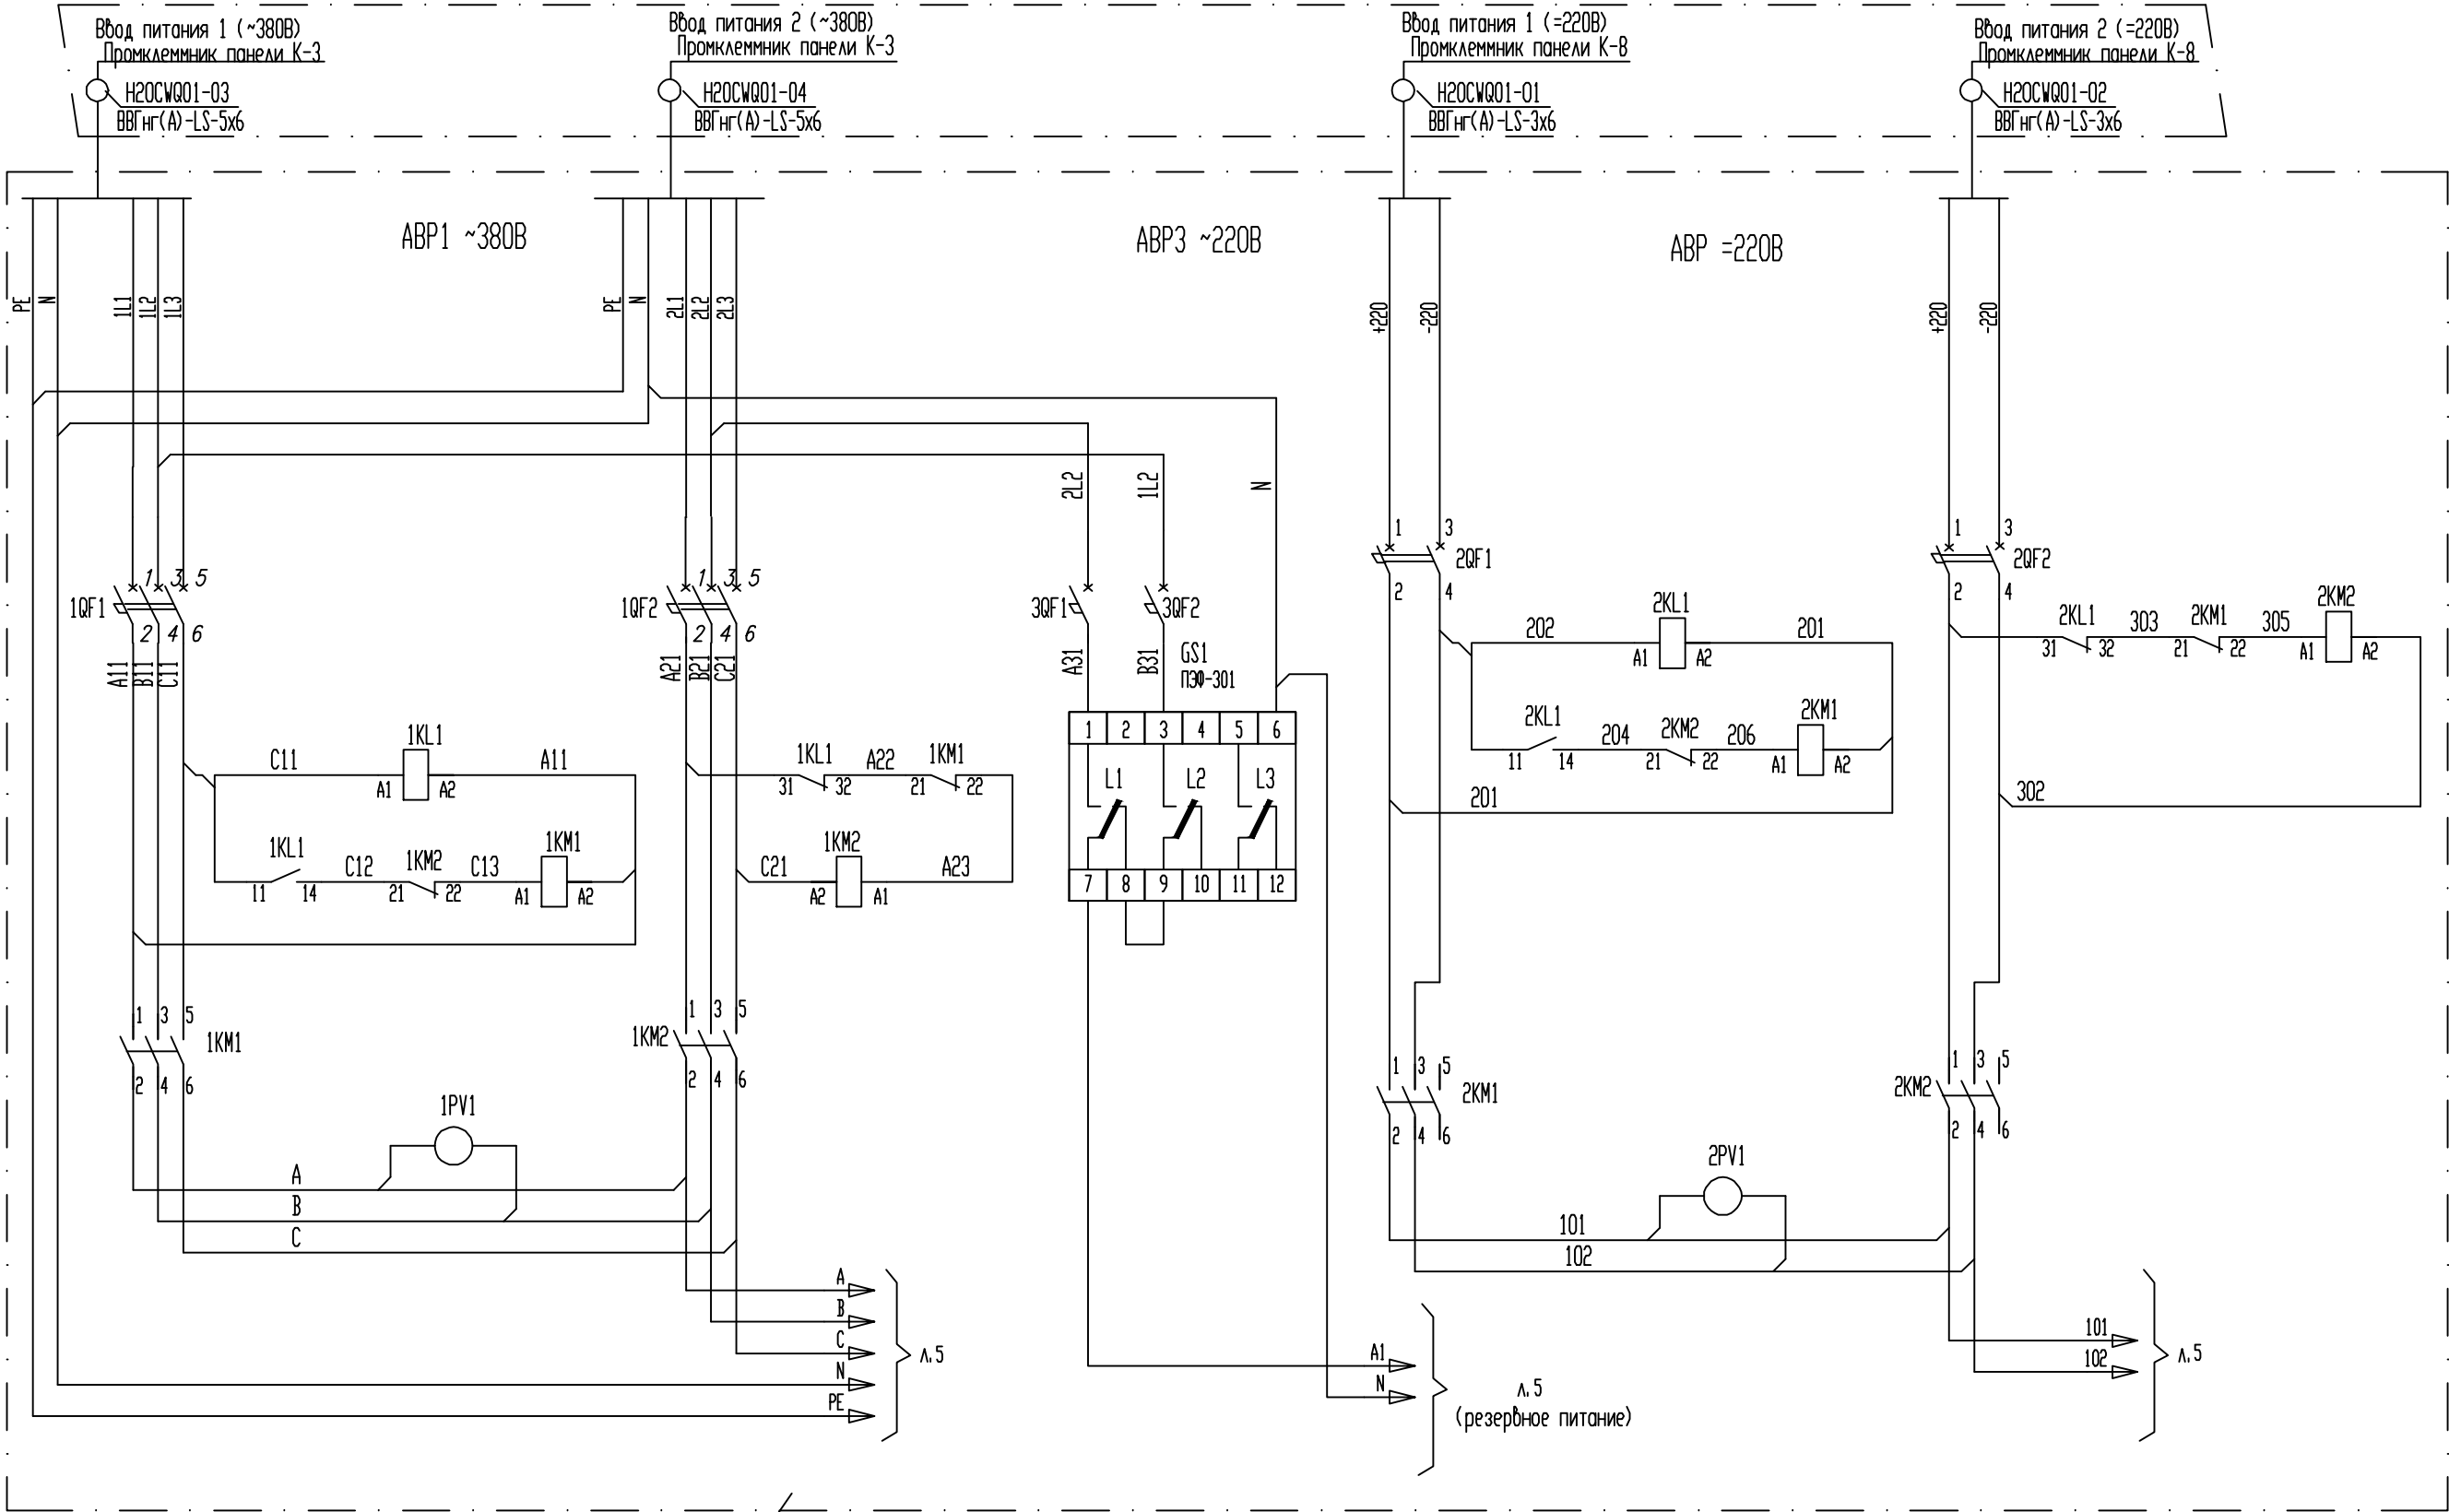 Ввод питания 1 (~380В)
Промклеммник панели К-3
H20CWQ01-03
ВВГнг(А)-LS-5х6
Ввод питания 2 (~380В)
Промклеммник панели К-3
H20CWQ01-04
ВВГнг(А)-LS-5х6
Ввод питания 1 (=220В)
Промклеммник панели К-8
H20CWQ01-01
ВВГнг(А)-LS-3х6
Ввод питания 2 (=220В)
Промклеммник панели К-8
H20CWQ01-02
ВВГнг(А)-LS-3х6
АВР1 ~380В
АВР3 ~220В
АВР =220В
PE N 1L1 1L2 1L3
PE N 2L1 2L2 2L3
+220 -220
+220 -220
2L2 1L2 N
1QF1 1 3 5
2 4 6
A11 B11 C11
1QF2 1 3 5
2 4 6
A21 B21 C21
3QF1 3QF2
A31 B31
GS1
ПЭФ-301
1 2 3 4 5 6
L1 L2 L3
7 8 9 10 11 12
1 3
2QF1
2 4
1 3
2QF2
2 4
1KL1
C11 A11
A1 A2
1KL1 C12 1KM2 C13 1KM1
11 14 21 22 A1 A2
1KL1 A22 1KM1
31 32 21 22
1KM2
C21 A23
A2 A1
2KL1
202 201
A1 A2
2KL1 204 2KM2 206 2KM1
11 14 21 22 A1 A2
201
2KL1 303 2KM1 305 2KM2
31 32 21 22 A1 A2
302
1 3 5
1KM1
2 4 6
1 3 5
1KM2
2 4 6
1 3 5
2KM1
2 4 6
1 3 5
2KM2
2 4 6
1PV1
A
B
C
2PV1
101
102
A
B
C
N
PE
л.5
A1
N
л.5
(резервное питание)
101
102
л.5